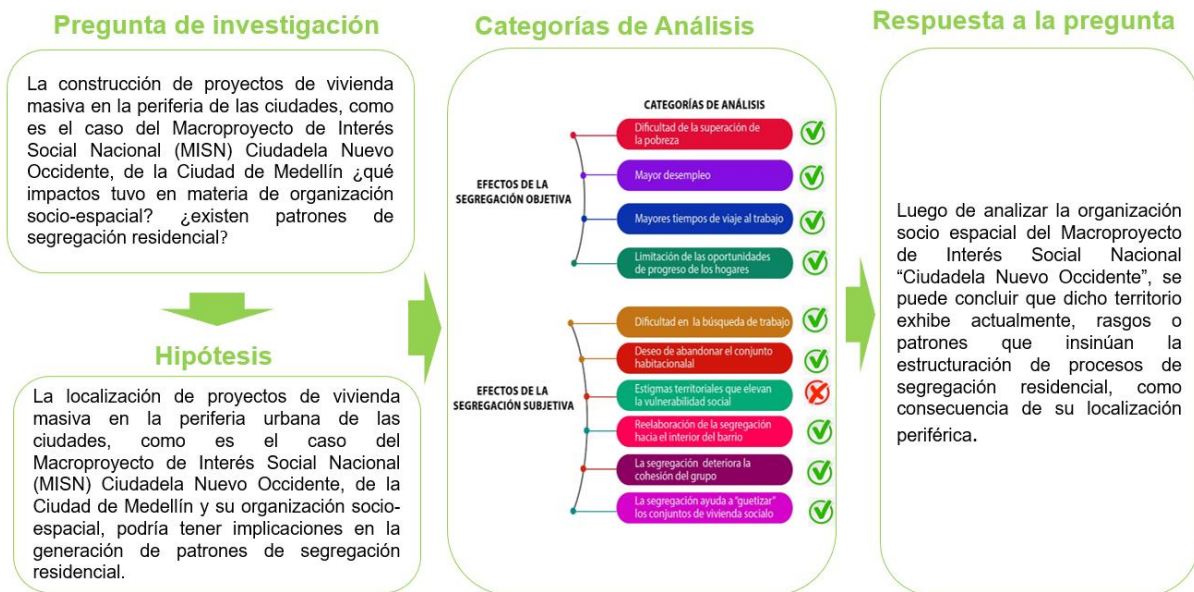 Pregunta de investigación
La construcción de proyectos de vivienda
masiva en la periferia de las ciudades, como
es el caso del Macroproyecto de Interés
Social Nacional (MISN) Ciudadela Nuevo
Occidente, de la Ciudad de Medellín ¿qué
impactos tuvo en materia de organización
socio-espacial? ¿existen patrones de
segregación residencial?
Hipótesis
La localización de proyectos de vivienda
masiva en la periferia urbana de las
ciudades, como es el caso del
Macroproyecto de Interés Social Nacional
(MISN) Ciudadela Nuevo Occidente, de la
Ciudad de Medellín y su organización socio-
espacial, podría tener implicaciones en la
generación de patrones de segregación
residencial.
Categorías de Análisis
CATEGORÍAS DE ANÁLISIS
EFECTOS DE LA
SEGREGACIÓN OBJETIVA
Dificultad de la superación de
la pobreza
Mayor desempleo
Mayores tiempos de viaje al trabajo
Limitación de las oportunidades
de progreso de los hogares
EFECTOS DE LA
SEGREGACIÓN SUBJETIVA
Dificultad en la búsqueda de trabajo
Deseo de abandonar el conjunto
habitacionalal
Estigmas territoriales que elevan
la vulnerabilidad social
Reelaboración de la segregación
hacia el interior del barrio
La segregación deteriora la
cohesión del grupo
La segregación ayuda a “guetizar”
los conjuntos de vivienda socialo
Respuesta a la pregunta
Luego de analizar la organización
socio espacial del Macroproyecto
de Interés Social Nacional
“Ciudadela Nuevo Occidente”, se
puede concluir que dicho territorio
exhibe actualmente, rasgos o
patrones que insinúan la
estructuración de procesos de
segregación residencial, como
consecuencia de su localización
periférica.